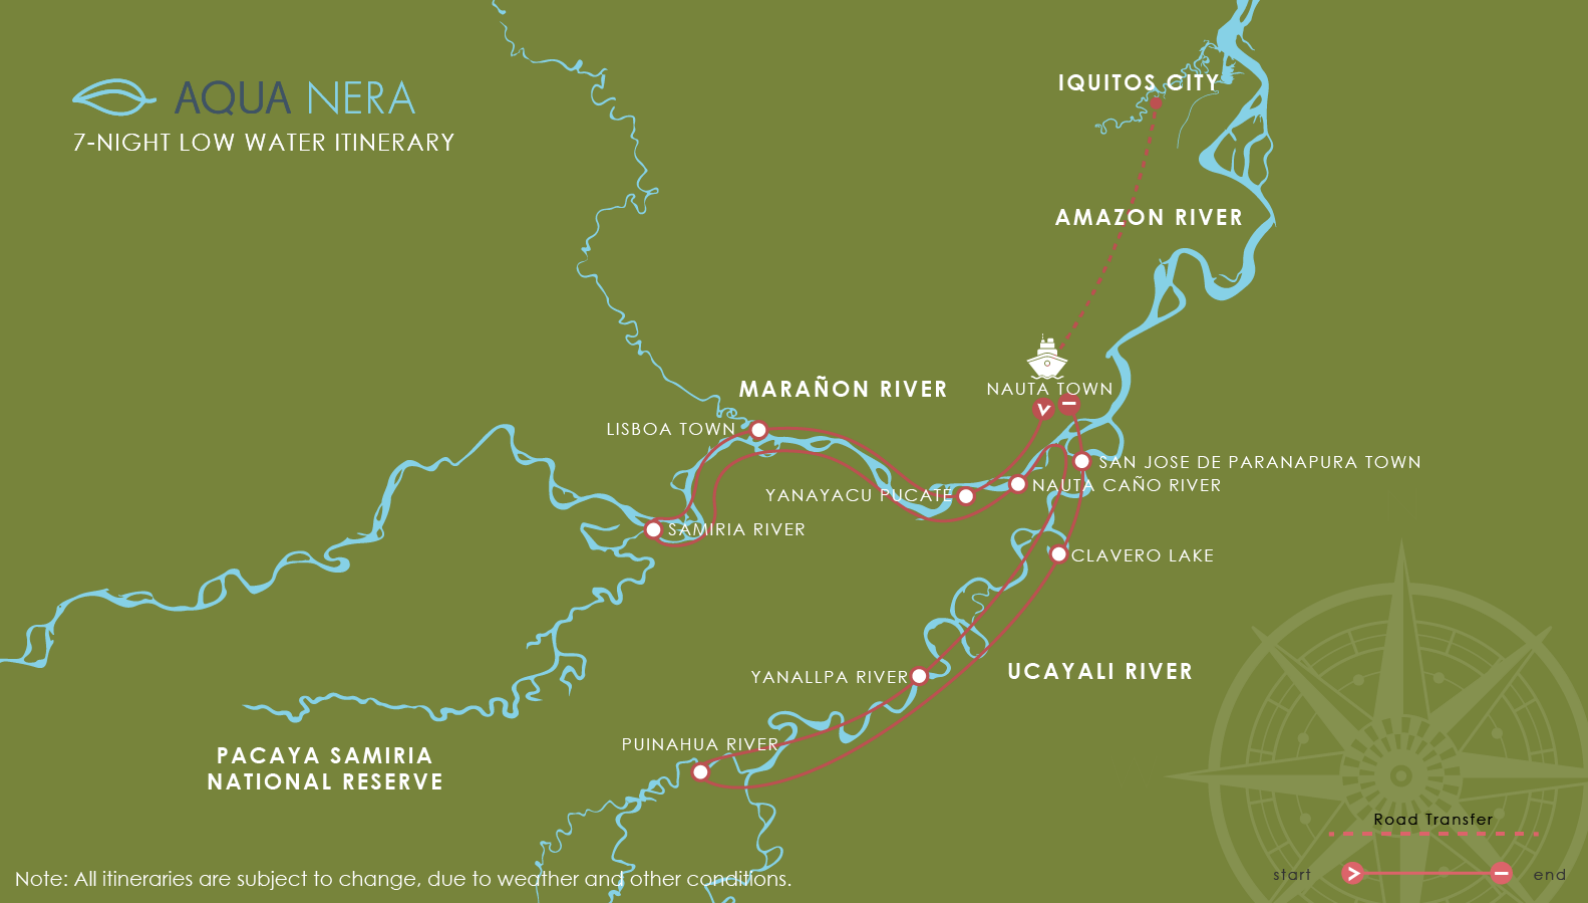 AQUA NERA
7-NIGHT LOW WATER ITINERARY
IQUITOS CITY
AMAZON RIVER
NAUTA TOWN
MARAÑON RIVER
LISBOA TOWN
SAN JOSE DE PARANAPURA TOWN
YANAYACU PUCATE
NAUTA CAÑO RIVER
SAMIRIA RIVER
CLAVERO LAKE
YANALLPA RIVER
UCAYALI RIVER
PUINAHUA RIVER
PACAYA SAMIRIA
NATIONAL RESERVE
Road Transfer
start
end
Note: All itineraries are subject to change, due to weather and other conditions.